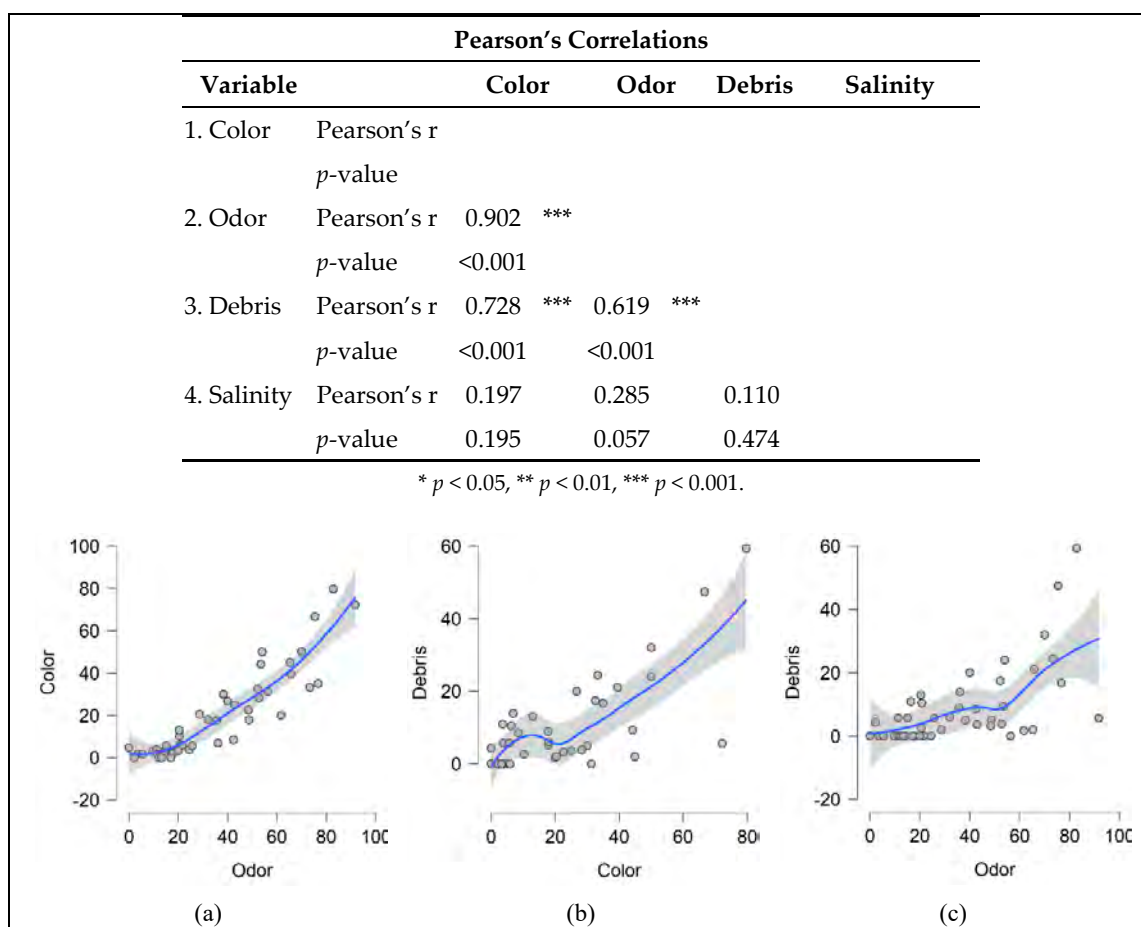 Pearson's Correlations
Variable Color Odor Debris Salinity
1. Color Pearson's r
p-value
2. Odor Pearson's r 0.902 ***
p-value <0.001
3. Debris Pearson's r 0.728 *** 0.619 ***
p-value <0.001 <0.001
4. Salinity Pearson's r 0.197 0.285 0.110
p-value 0.195 0.057 0.474
* p < 0.05, ** p < 0.01, *** p < 0.001.
100
80
60
40
20
0
-20
Color
0 20 40 60 80 100
Odor
(a)
60
40
20
0
Debris
0 20 40 60 80
Color
(b)
60
40
20
0
-20
Debris
0 20 40 60 80 100
Odor
(c)